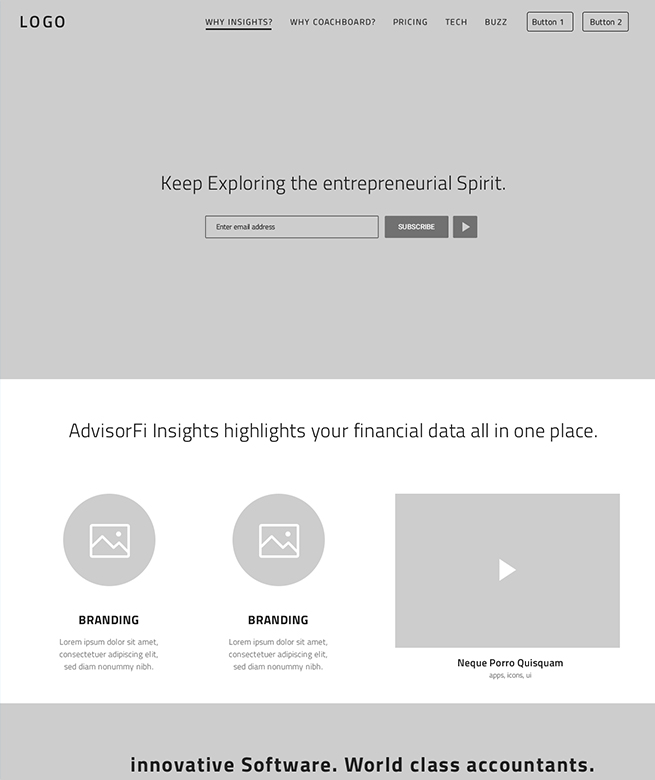 LOGO
WHY INSIGHTS? WHY COACHBOARD? PRICING TECH BUZZ Button 1 Button 2
Keep Exploring the entrepreneurial Spirit.
Enter email address SUBSCRIBE
AdvisorFi Insights highlights your financial data all in one place.
BRANDING
Lorem ipsum dolor sit amet,
consectetuer adipiscing elit,
sed diam nonummy nibh.
BRANDING
Lorem ipsum dolor sit amet,
consectetuer adipiscing elit,
sed diam nonummy nibh.
Neque Porro Quisquam
apps, icons, ui
innovative Software. World class accountants.